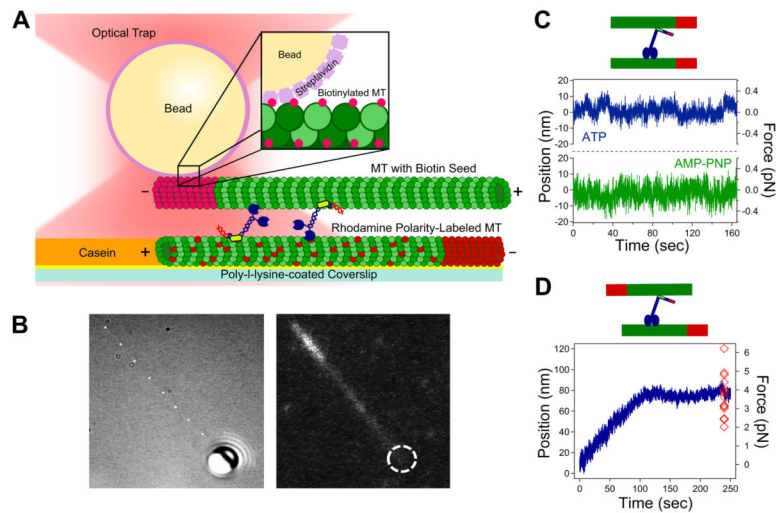 A
Optical Trap
Bead
Bead
Streptavidin
Biotinylated MT
MT with Biotin Seed
–
+
Rhodamine Polarity-Labeled MT
Casein
+
–
Poly-l-lysine-coated Coverslip
B
C
Position (nm)
20
10
0
-10
-20
ATP
0.4
0.0
-0.4
Force (pN)
Position (nm)
20
10
0
-10
-20
AMP-PNP
0.4
0.0
-0.4
0 40 80 120 160
Time (sec)
D
Position (nm)
120
100
80
60
40
20
0
6
5
4
3
2
1
0
Force (pN)
0 50 100 150 200 250
Time (sec)